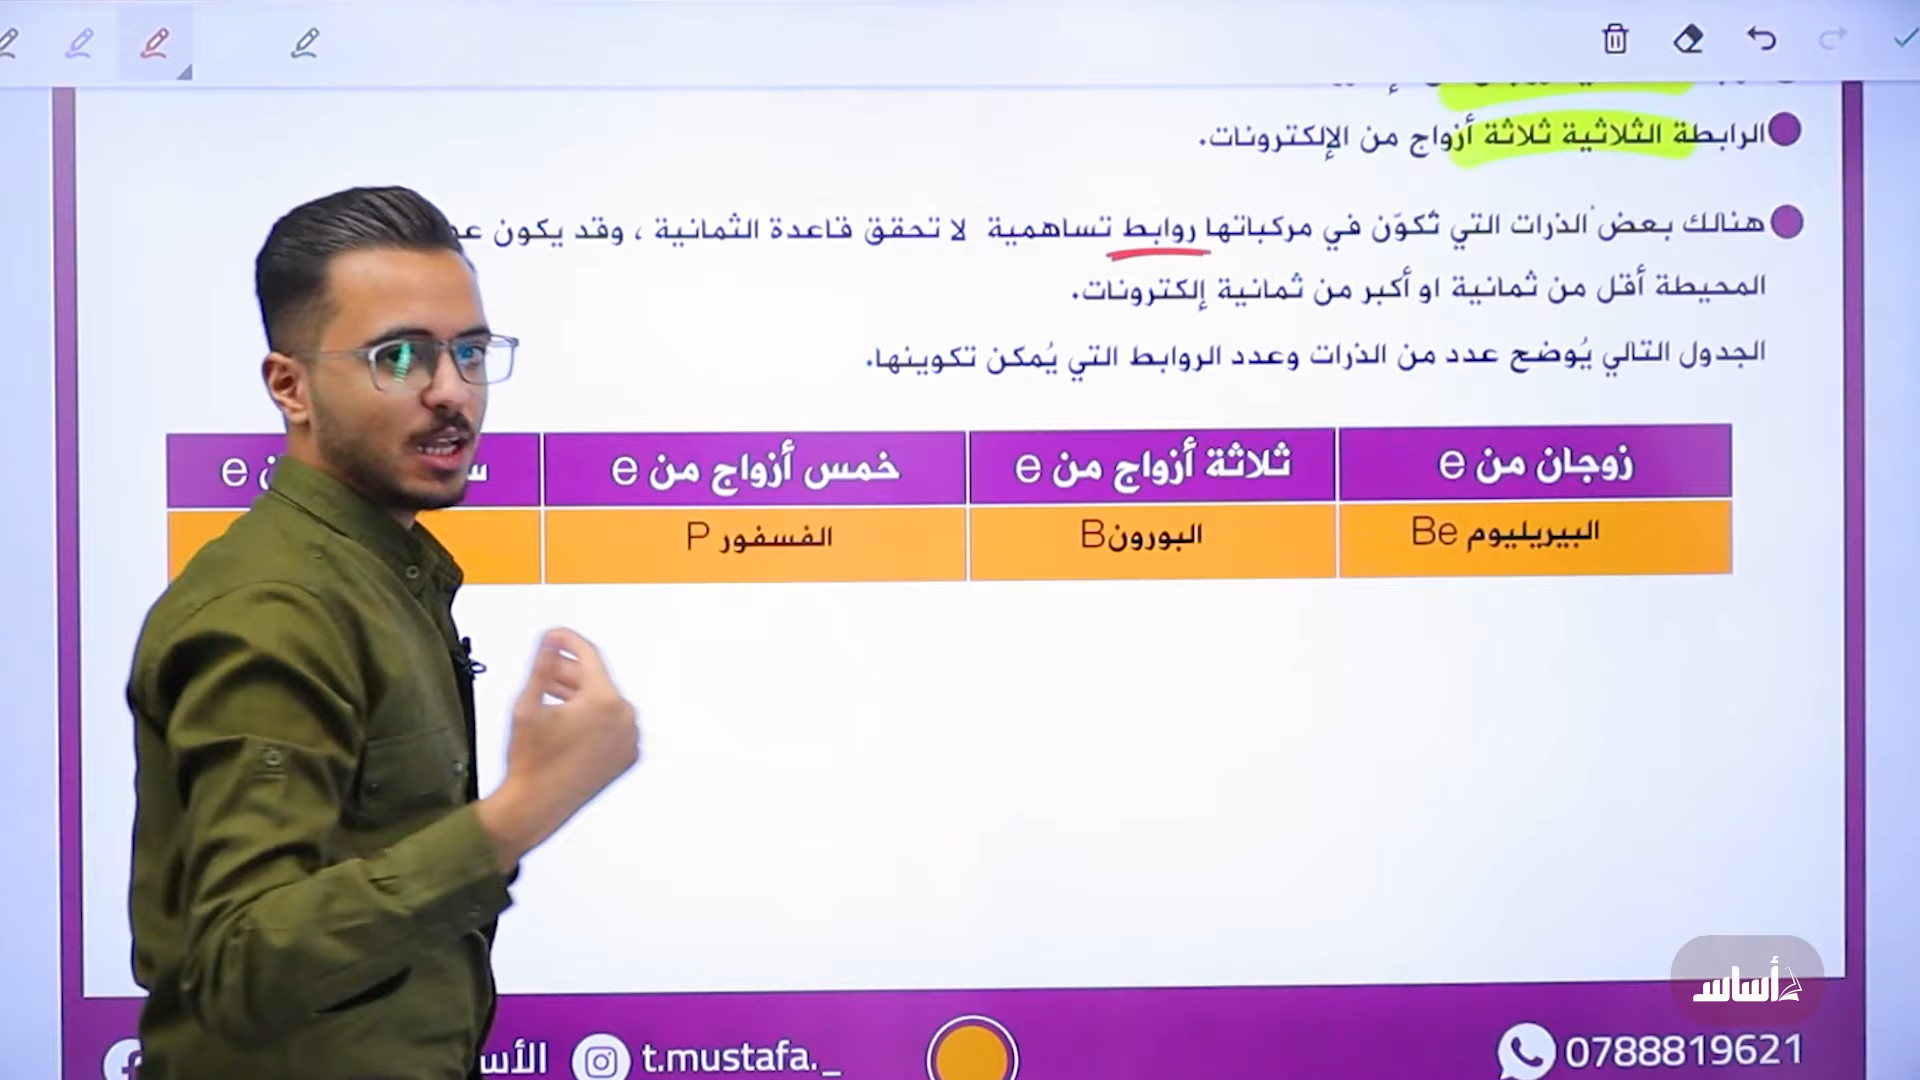 الرابطة الثلاثية ثلاثة أزواج من الإلكترونات.
هنالك بعض الذرات التي تُكوّن في مركباتها روابط تساهمية لا تحقق قاعدة الثمانية ، وقد يكون
المحيطة أقل من ثمانية او أكبر من ثمانية إلكترونات.
الجدول التالي يُوضح عدد من الذرات وعدد الروابط التي يُمكن تكوينها.
زوجان من e
ثلاثة أزواج من e
خمس أزواج من e
e
البيريليوم Be
البورونB
الفسفور P
أساس
t.mustafa._
0788819621